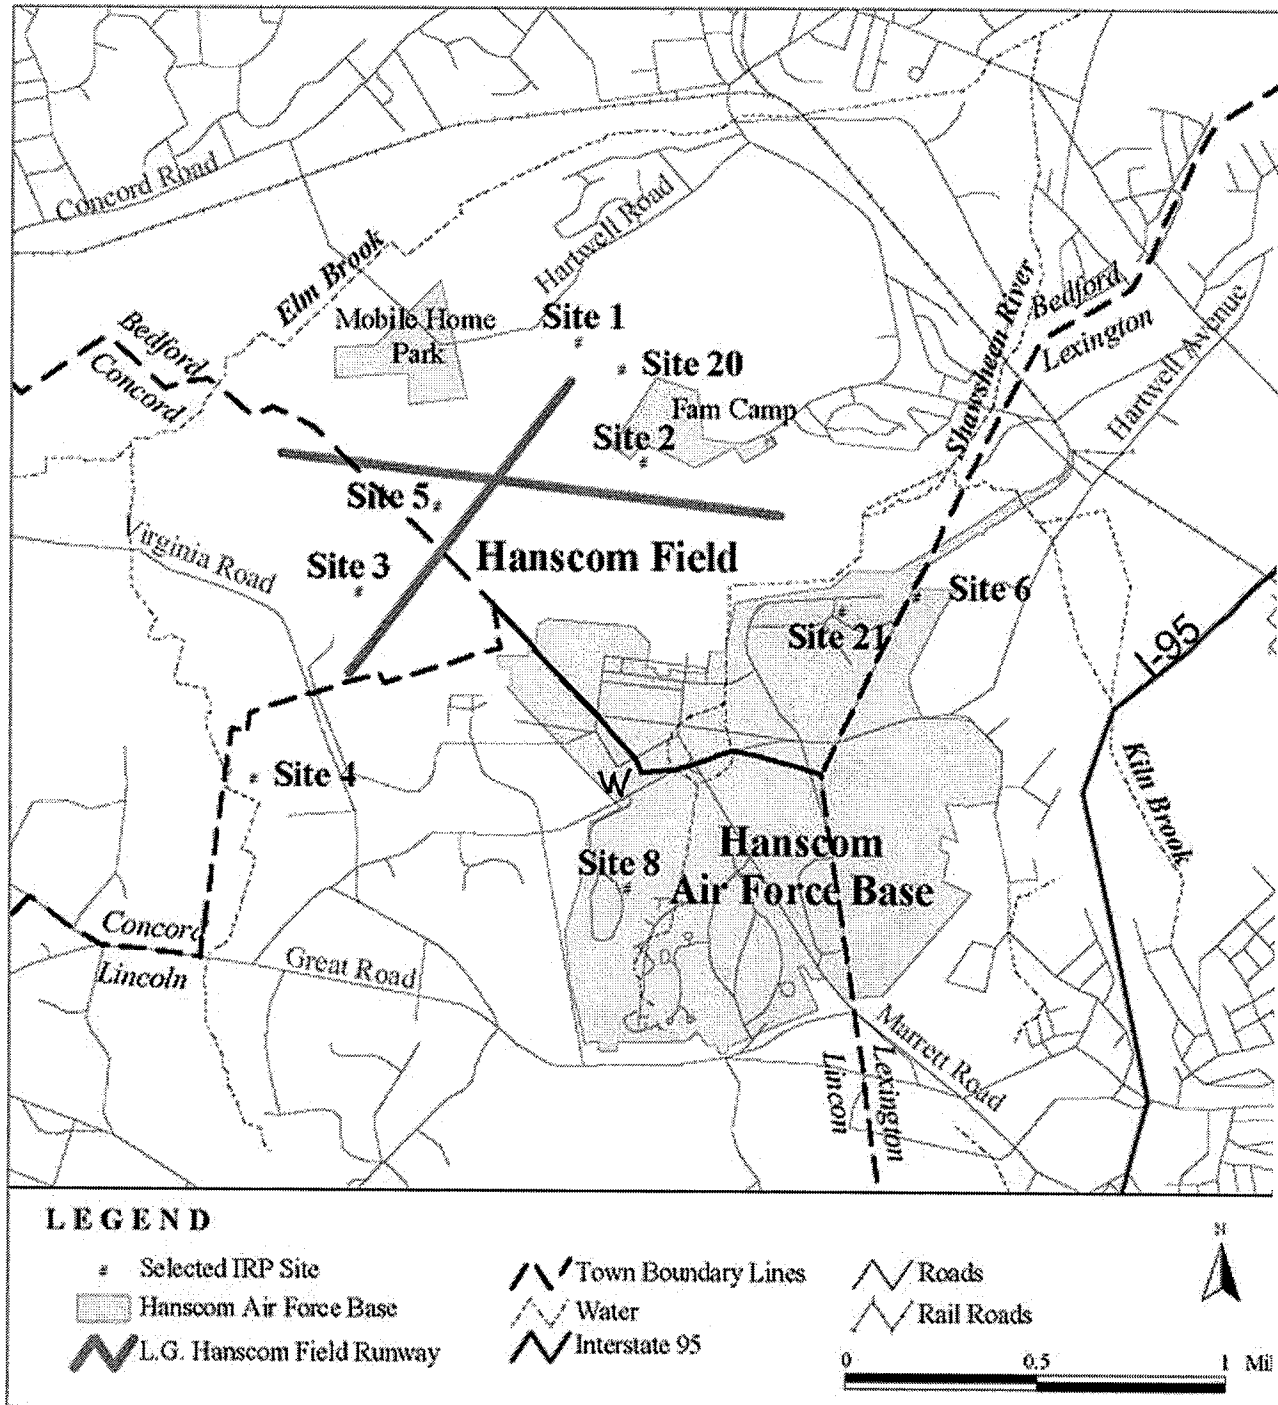 Concord Road
Elm Brook
Hartwell Road
Mobile Home
Park
Site 1
Site 20
Fam Camp
Site 2
Bedford
Concord
Shawsheen River
Bedford
Lexington
Hartwell Avenue
Site 5
Virginia Road
Site 3
Hanscom Field
Site 6
Site 21
I-95
Site 4
W
Kiln Brook
Hanscom
Air Force Base
Site 8
Concord
Lincoln
Great Road
Marrett Road
Lexington
Lincon
LEGEND
Selected IRP Site
Hanscom Air Force Base
L.G. Hanscom Field Runway
Town Boundary Lines
Water
Interstate 95
Roads
Rail Roads
N
0 0.5 1 Mil